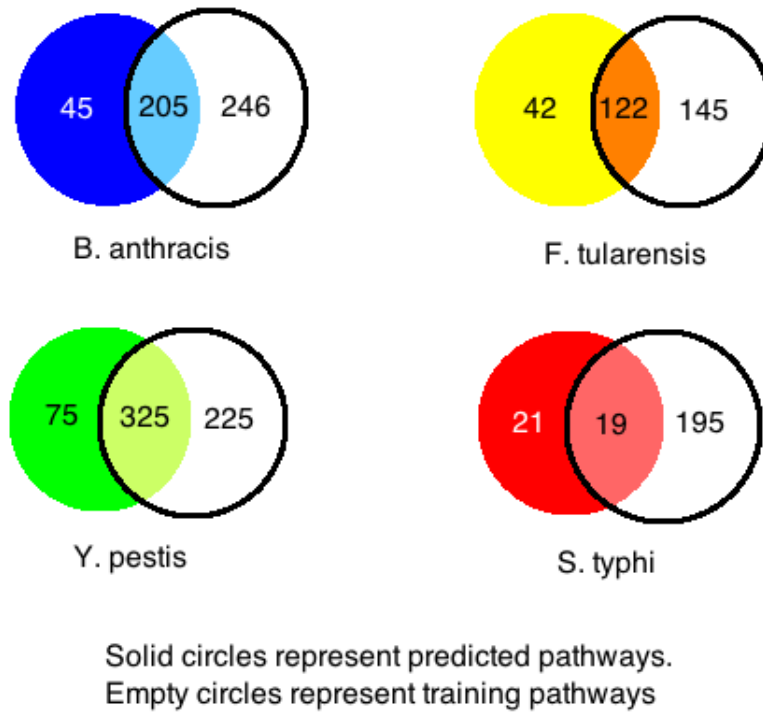 45 205 246
42 122 145
B. anthracis
F. tularensis
75 325 225
21 19 195
Y. pestis
S. typhi
Solid circles represent predicted pathways.
Empty circles represent training pathways